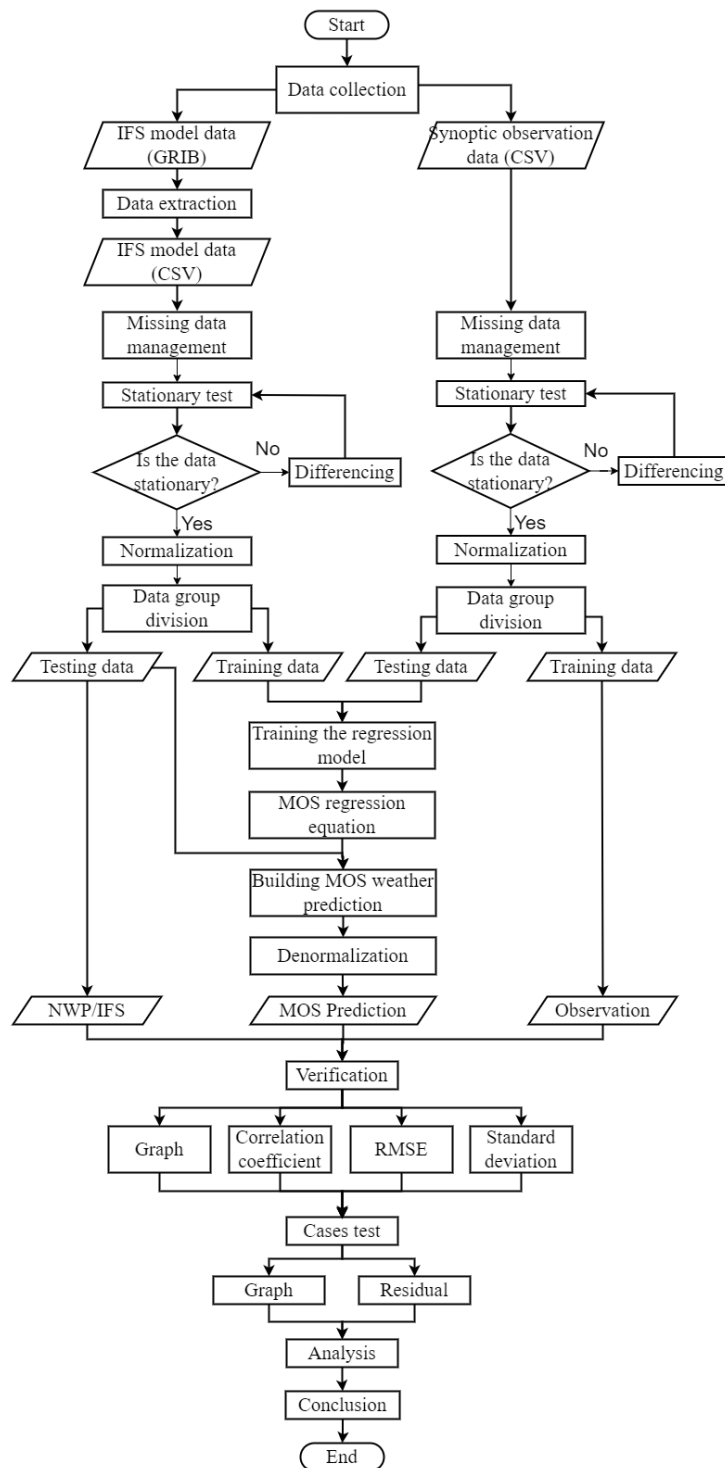 Start
Data collection
IFS model data
(GRIB)
Synoptic observation
data (CSV)
Data extraction
IFS model data
(CSV)
Missing data
management
Missing data
management
Stationary test
Stationary test
Is the data
stationary?
No
Differencing
Is the data
stationary?
No
Differencing
Yes
Yes
Normalization
Normalization
Data group
division
Data group
division
Testing data
Training data
Testing data
Training data
Training the regression
model
MOS regression
equation
Building MOS weather
prediction
Denormalization
NWP/IFS
MOS Prediction
Observation
Verification
Graph
Correlation
coefficient
RMSE
Standard
deviation
Cases test
Graph
Residual
Analysis
Conclusion
End